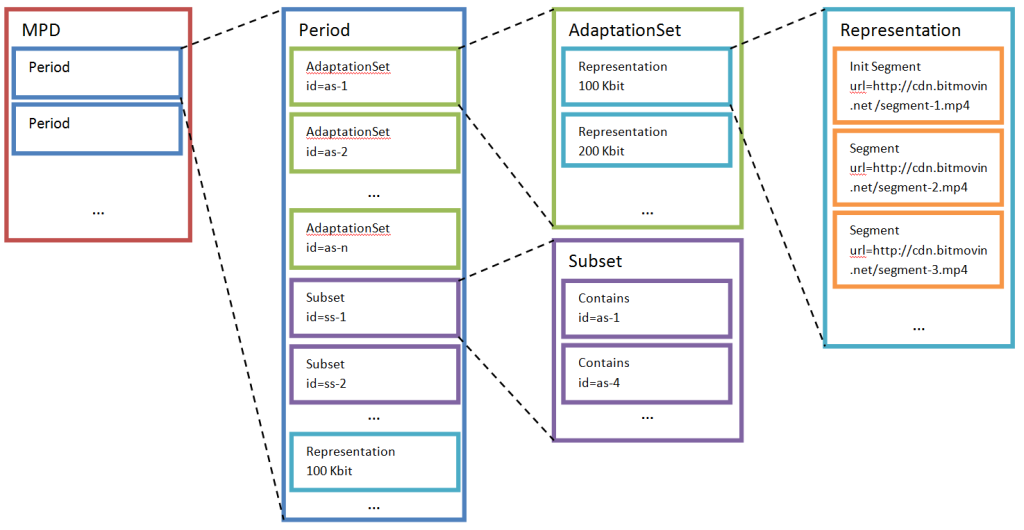 MPD
Period
Period
...
Period
AdaptationSet
id=as-1
AdaptationSet
id=as-2
...
AdaptationSet
id=as-n
Subset
id=ss-1
Subset
id=ss-2
...
Representation
100 Kbit
...
AdaptationSet
Representation
100 Kbit
Representation
200 Kbit
...
Subset
Contains
id=as-1
Contains
id=as-4
...
Representation
Init Segment
url=http://cdn.bitmovin
.net/segment-1.mp4
Segment
url=http://cdn.bitmovin
.net/segment-2.mp4
Segment
url=http://cdn.bitmovin
.net/segment-3.mp4
...